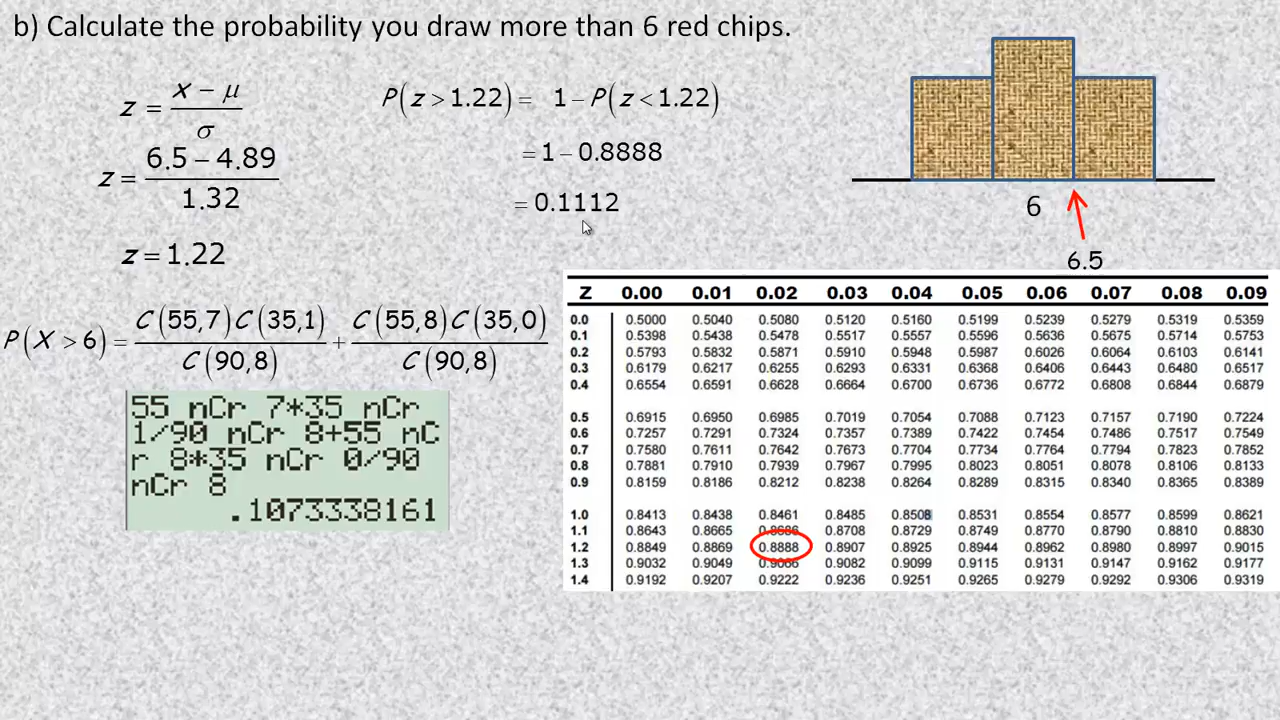 b) Calculate the probability you draw more than 6 red chips.
z = (x − μ) / σ
z = (6.5 − 4.89) / 1.32
z = 1.22
P(z > 1.22) = 1 − P(z < 1.22)
= 1 − 0.8888
= 0.1112
6
6.5
P(X > 6) = C(55,7)C(35,1) / C(90,8) + C(55,8)C(35,0) / C(90,8)
55 nCr 7*35 nCr
1/90 nCr 8+55 nC
r 8*35 nCr 0/90
nCr 8
.1073338161
Z 0.00 0.01 0.02 0.03 0.04 0.05 0.06 0.07 0.08 0.09
0.0 0.5000 0.5040 0.5080 0.5120 0.5160 0.5199 0.5239 0.5279 0.5319 0.5359
0.1 0.5398 0.5438 0.5478 0.5517 0.5557 0.5596 0.5636 0.5675 0.5714 0.5753
0.2 0.5793 0.5832 0.5871 0.5910 0.5948 0.5987 0.6026 0.6064 0.6103 0.6141
0.3 0.6179 0.6217 0.6255 0.6293 0.6331 0.6368 0.6406 0.6443 0.6480 0.6517
0.4 0.6554 0.6591 0.6628 0.6664 0.6700 0.6736 0.6772 0.6808 0.6844 0.6879
0.5 0.6915 0.6950 0.6985 0.7019 0.7054 0.7088 0.7123 0.7157 0.7190 0.7224
0.6 0.7257 0.7291 0.7324 0.7357 0.7389 0.7422 0.7454 0.7486 0.7517 0.7549
0.7 0.7580 0.7611 0.7642 0.7673 0.7704 0.7734 0.7764 0.7794 0.7823 0.7852
0.8 0.7881 0.7910 0.7939 0.7967 0.7995 0.8023 0.8051 0.8078 0.8106 0.8133
0.9 0.8159 0.8186 0.8212 0.8238 0.8264 0.8289 0.8315 0.8340 0.8365 0.8389
1.0 0.8413 0.8438 0.8461 0.8485 0.8508 0.8531 0.8554 0.8577 0.8599 0.8621
1.1 0.8643 0.8665 0.8686 0.8708 0.8729 0.8749 0.8770 0.8790 0.8810 0.8830
1.2 0.8849 0.8869 0.8888 0.8907 0.8925 0.8944 0.8962 0.8980 0.8997 0.9015
1.3 0.9032 0.9049 0.9066 0.9082 0.9099 0.9115 0.9131 0.9147 0.9162 0.9177
1.4 0.9192 0.9207 0.9222 0.9236 0.9251 0.9265 0.9279 0.9292 0.9306 0.9319